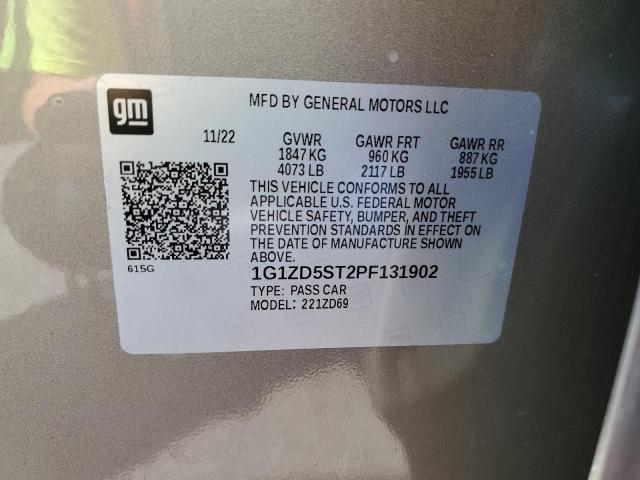 gm
MFD BY GENERAL MOTORS LLC
11/22 GVWR GAWR FRT GAWR RR
1847 KG 960 KG 887 KG
4073 LB 2117 LB 1955 LB
THIS VEHICLE CONFORMS TO ALL
APPLICABLE U.S. FEDERAL MOTOR
VEHICLE SAFETY, BUMPER, AND THEFT
PREVENTION STANDARDS IN EFFECT ON
THE DATE OF MANUFACTURE SHOWN
ABOVE.
615G
1G1ZD5ST2PF131902
TYPE: PASS CAR
MODEL: 221ZD69